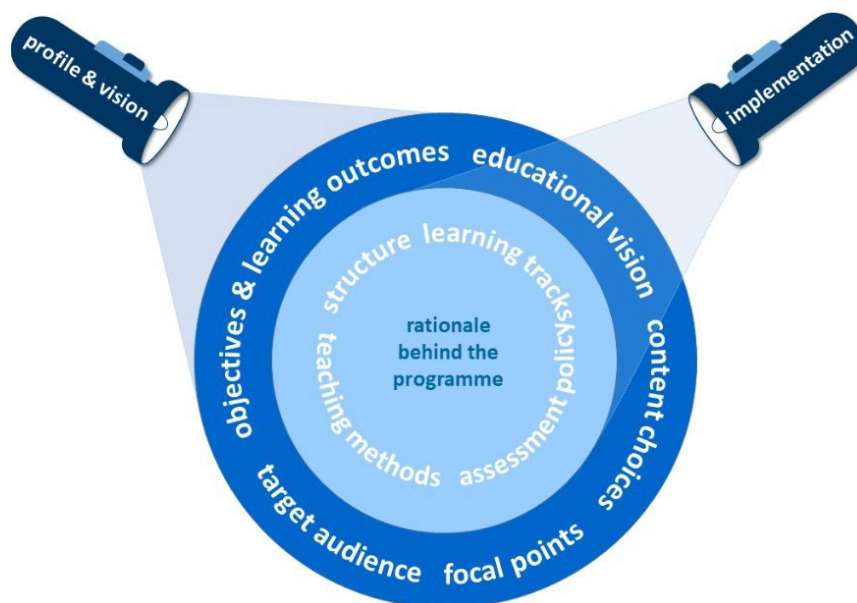 profile & vision
implementation
objectives & learning outcomes
educational vision
content choices
focal points
target audience
structure
learning tracks
assessment policy
teaching methods
rationale
behind the
programme